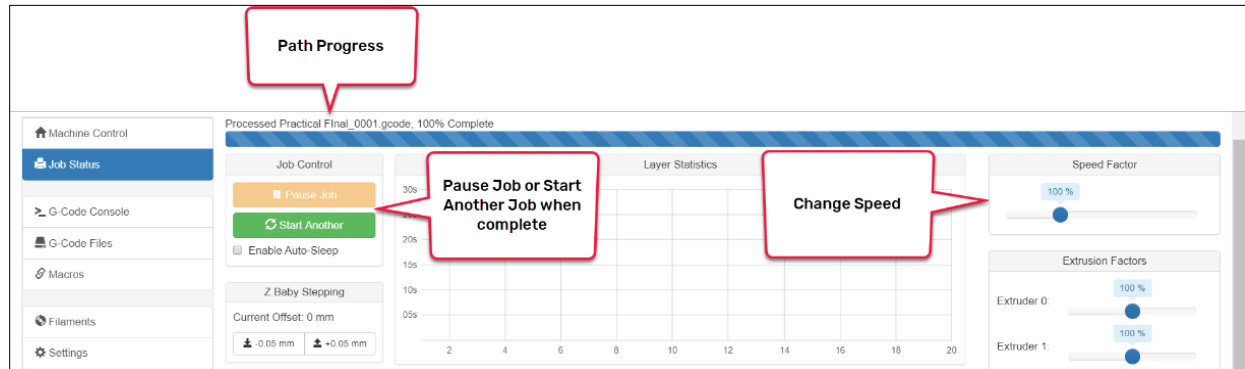 Path Progress
Processed Practical FInal_0001.gcode, 100% Complete
Machine Control
Job Status
G-Code Console
G-Code Files
Macros
Filaments
Settings
Job Control
Pause Job
Start Another
Enable Auto-Sleep
Z Baby Stepping
Current Offset: 0 mm
-0.05 mm
+0.05 mm
Pause Job or Start
Another Job when
complete
Layer Statistics
30s
20s
15s
10s
05s
2 4 6 8 10 12 14 16 18 20
Change Speed
Speed Factor
100 %
Extrusion Factors
100 %
Extruder 0:
100 %
Extruder 1: